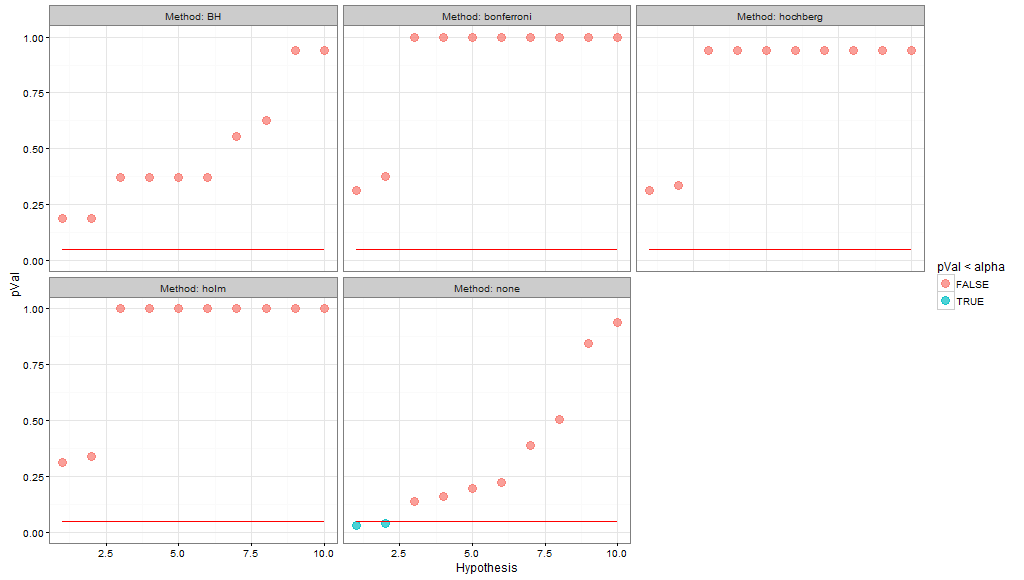 Method: BH
Method: bonferroni
Method: hochberg
1.00
0.75
0.50
0.25
0.00
pVal
Method: holm
Method: none
1.00
0.75
0.50
0.25
0.00
2.5
5.0
7.5
10.0
2.5
5.0
7.5
10.0
Hypothesis
pVal < alpha
FALSE
TRUE